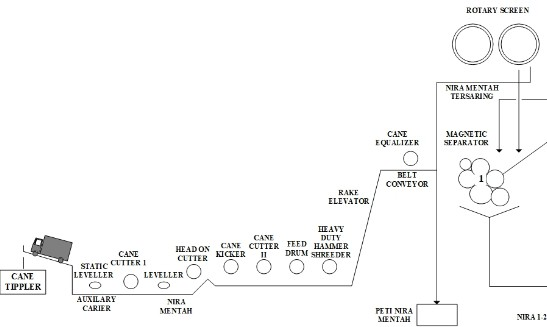 ROTARY SCREEN
NIRA MENTAH
TERSARING
CANE
EQUALIZER
MAGNETIC
SEPARATOR
1
BELT
CONVEYOR
RAKE
ELEVATOR
HEAVY
DUTY
HAMMER
SHREEDER
FEED
DRUM
CANE
CUTTER
II
CANE
KICKER
HEAD ON
CUTTER
CANE
CUTTER 1
STATIC
LEVELLER
LEVELLER
CANE
TIPPLER
AUXILARY
CARIER
NIRA
MENTAH
PETI NIRA
MENTAH
NIRA 1-2